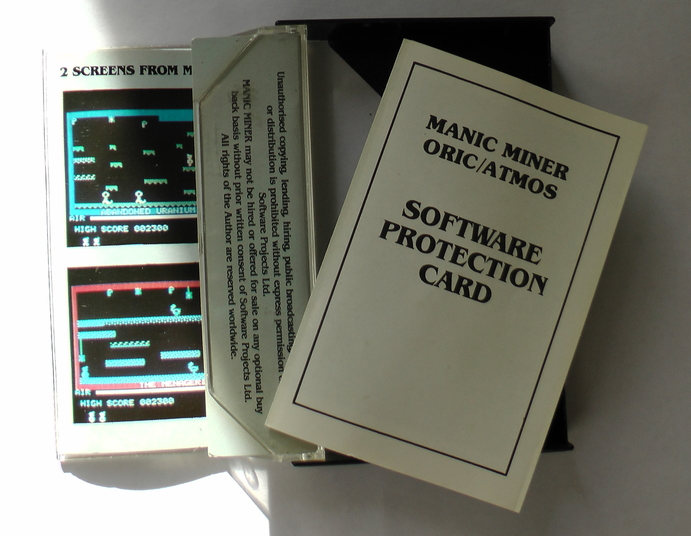 2 SCREENS FROM M
ABANDONED URANIUM
AIR
HIGH SCORE 002300
THE MENAGERI
AIR
HIGH SCORE 002300
Unauthorised copying, lending, hiring, public broadcasting
or distribution is prohibited without express permission
Software Projects Ltd.
MANIC MINER may not be hired or offered for sale on any optional buy
back basis without prior written consent of Software Projects Ltd.
All rights of the Author are reserved worldwide.
MANIC MINER
ORIC/ATMOS
SOFTWARE
PROTECTION
CARD